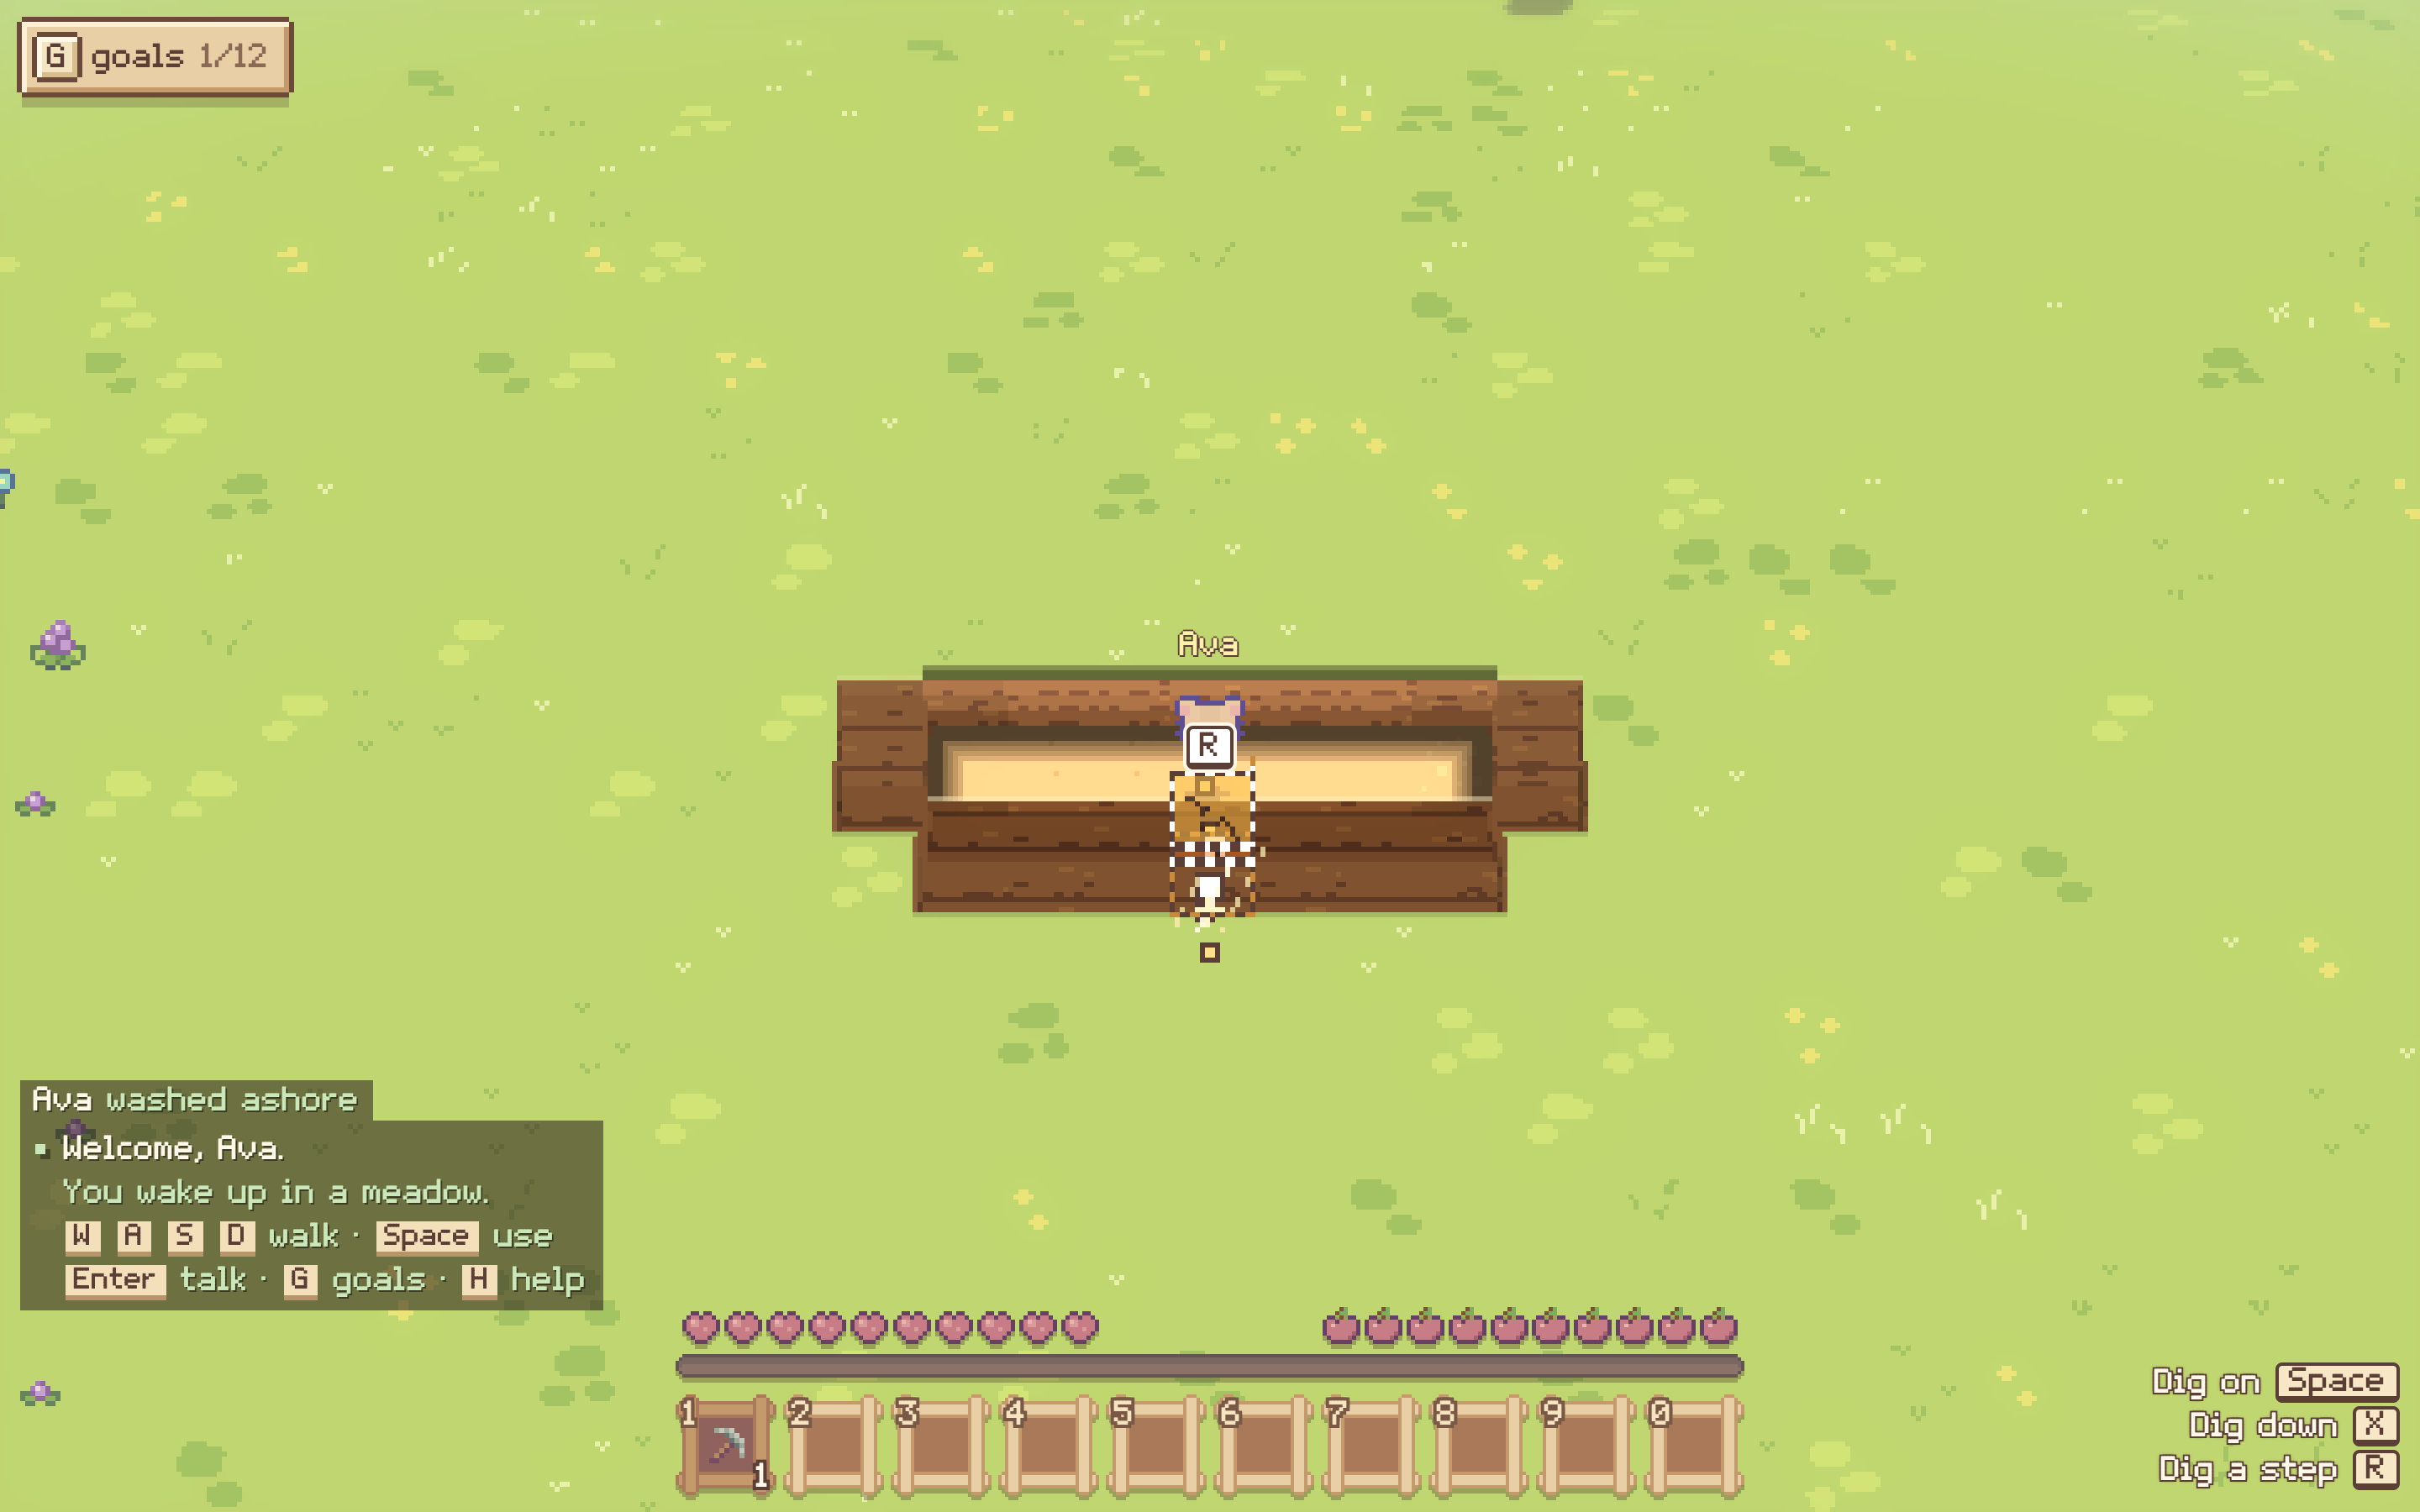 G goals 1/12
Ava
R
Ava washed ashore
Welcome, Ava.
You wake up in a meadow.
W A S D walk · Space use
Enter talk · G goals · H help
Dig on Space
Dig down X
Dig a step R
1 2 3 4 5 6 7 8 9 0
1